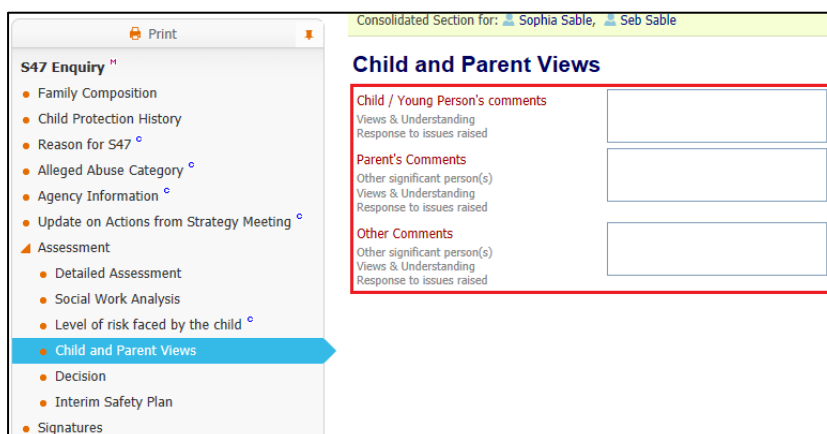 Print
S47 Enquiry M
Family Composition
Child Protection History
Reason for S47 C
Alleged Abuse Category C
Agency Information C
Update on Actions from Strategy Meeting C
Assessment
Detailed Assessment
Social Work Analysis
Level of risk faced by the child C
Child and Parent Views
Decision
Interim Safety Plan
Signatures
Consolidated Section for: Sophia Sable, Seb Sable
Child and Parent Views
Child / Young Person's comments
Views & Understanding
Response to issues raised
Parent's Comments
Other significant person(s)
Views & Understanding
Response to issues raised
Other Comments
Other significant person(s)
Views & Understanding
Response to issues raised